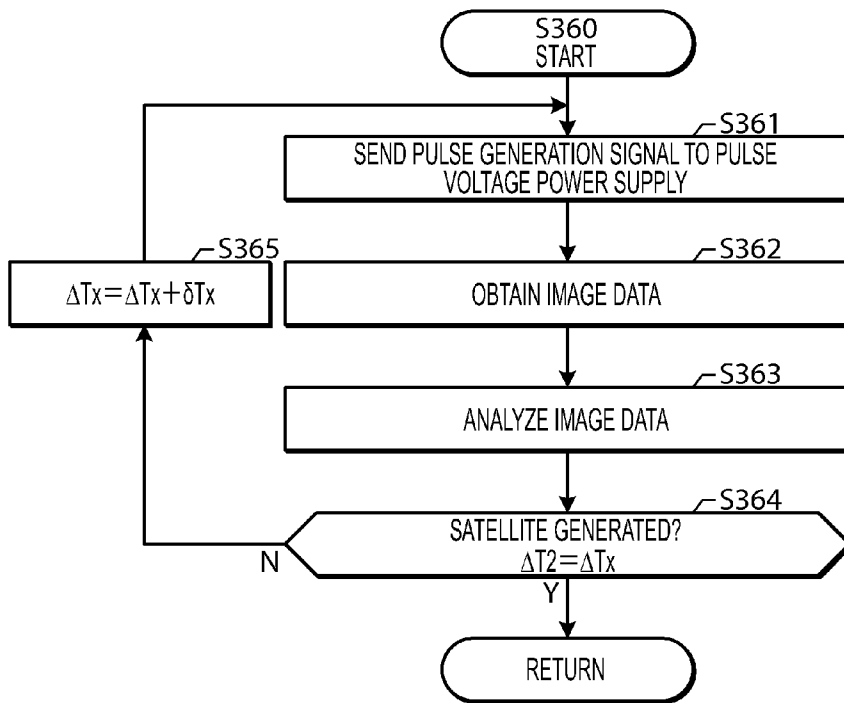 S360
START
S361
SEND PULSE GENERATION SIGNAL TO PULSE
VOLTAGE POWER SUPPLY
S365
ΔTx=ΔTx+δTx
S362
OBTAIN IMAGE DATA
S363
ANALYZE IMAGE DATA
S364
SATELLITE GENERATED?
ΔT2=ΔTx
N
Y
RETURN